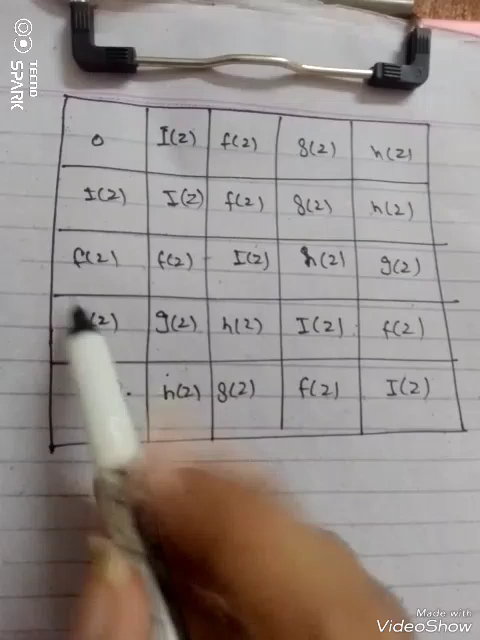 TECNO
SPARK
o I(z) f(z) g(z) h(z)
I(z) I(z) f(z) g(z) h(z)
f(z) f(z) I(z) h(z) g(z)
(z) g(z) h(z) I(z) f(z)
h(z) g(z) f(z) I(z)
Made with
VideoShow